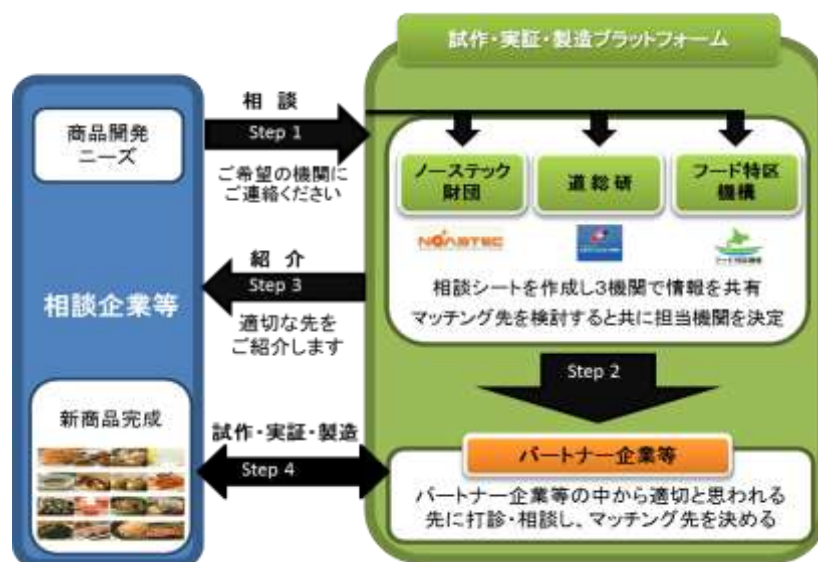 試作・実証・製造プラットフォーム
相 談
Step 1
ご希望の機関に
ご連絡ください
商品開発
ニーズ
ノーステック
財団
道総研
フード特区
機構
NOASTEC
相談シートを作成し3機関で情報を共有
マッチング先を検討すると共に担当機関を決定
紹 介
Step 3
適切な先を
ご紹介します
相談企業等
Step 2
新商品完成
試作・実証・製造
Step 4
パートナー企業等
パートナー企業等の中から適切と思われる
先に打診・相談し、マッチング先を決める